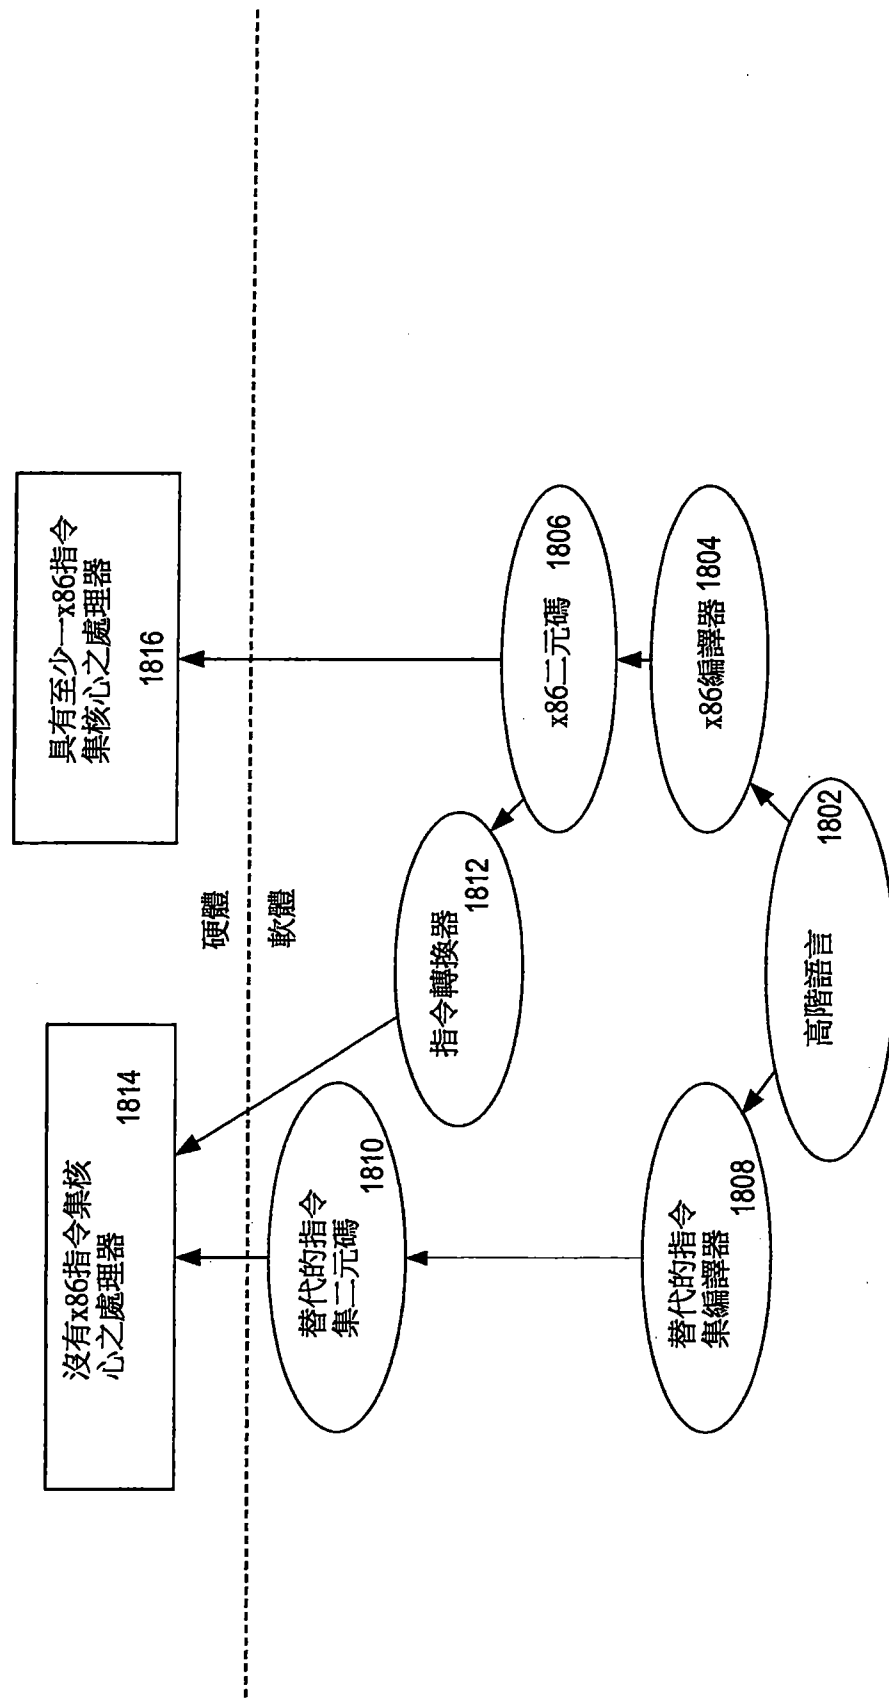 沒有x86指令集核
心之處理器
1814
具有至少一x86指令
集核心之處理器
1816
硬體
軟體
替代的指令
集二元碼
1810
指令轉換器
1812
x86二元碼 1806
替代的指令
集編譯器
1808
x86編譯器 1804
高階語言
1802